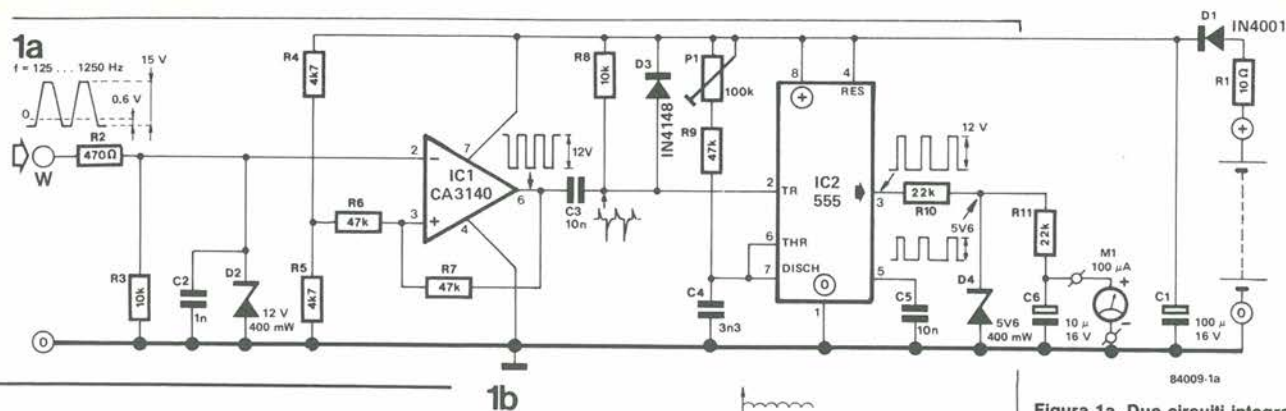 1a
f = 125 ... 1250 Hz
15 V
0.6 V
0
R2
470Ω
W
R3
10k
C2
1n
D2
12 V
400 mW
R4
4k7
R5
4k7
R6
47k
R7
47k
2
3
7
4
6
IC1
CA3140
12V
C3
10n
R8
10k
D3
IN4148
P1
100k
R9
47k
C4
3n3
8
4
+
RES
2
TR
IC2
555
3
6
THR
7
DISCH
5
0
1
C5
10n
12 V
22k
R10
5V6
D4
5V6
400 mW
R11
22k
M1
100 µA
+
−
C6
10 µ
16 V
C1
100 µ
16 V
D1
IN4001
R1
10Ω
+
0
0
84009-1a
1b
Figura 1a. Due circuiti integra